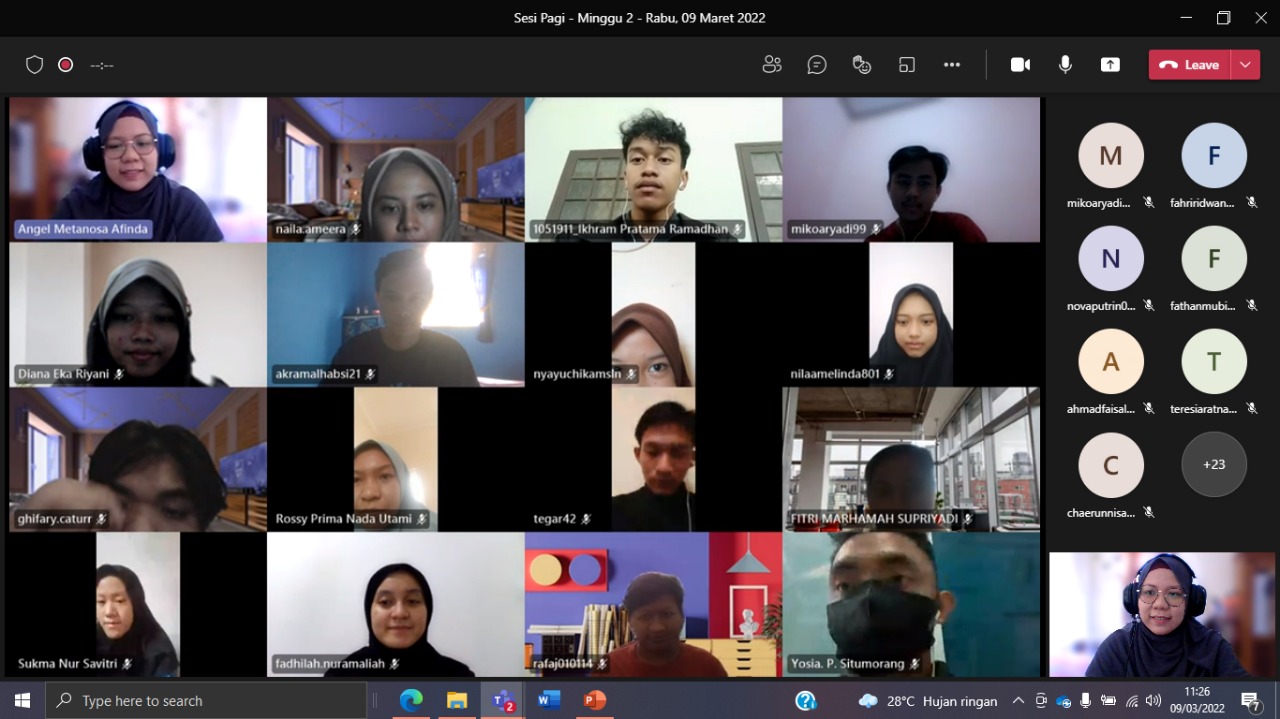 Sesi Pagi - Minggu 2 - Rabu, 09 Maret 2022
--:--
Leave
Angel Metanosa Afinda
naila.ameera
1051911_Ikhram Pratama Ramadhan
mikoaryadi99
M
F
mikoaryadi...
fahriridwan...
Diana Eka Riyani
akramalhabsi21
nyayuchikamsln
nilaamelinda801
N
F
novaputrin0...
fathanmubi...
A
T
ahmadfaisal...
teresiaratna...
ghifary.caturr
Rossy Prima Nada Utami
tegar42
FITRI MARHAMAH SUPRIYADI
C
+23
chaerunnisa...
Sukma Nur Savitri
fadhilah.nuramaliah
rafaj010114
Yosia. P. Situmorang
Type here to search
2
W
P
28°C Hujan ringan
11:26
09/03/2022
7